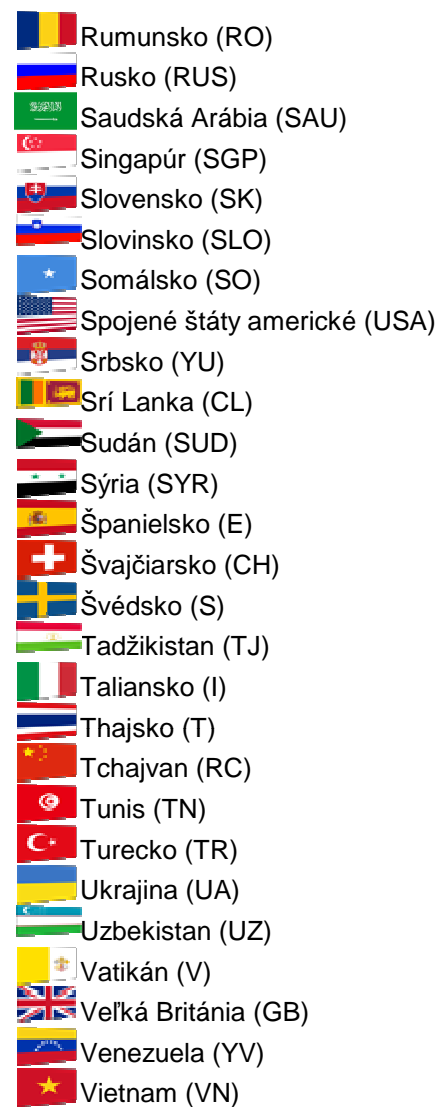 Rumunsko (RO)
Rusko (RUS)
Saudská Arábia (SAU)
Singapúr (SGP)
Slovensko (SK)
Slovinsko (SLO)
Somálsko (SO)
Spojené štáty americké (USA)
Srbsko (YU)
Srí Lanka (CL)
Sudán (SUD)
Sýria (SYR)
Španielsko (E)
Švajčiarsko (CH)
Švédsko (S)
Tadžikistan (TJ)
Taliansko (I)
Thajsko (T)
Tchajvan (RC)
Tunis (TN)
Turecko (TR)
Ukrajina (UA)
Uzbekistan (UZ)
Vatikán (V)
Veľká Británia (GB)
Venezuela (YV)
Vietnam (VN)